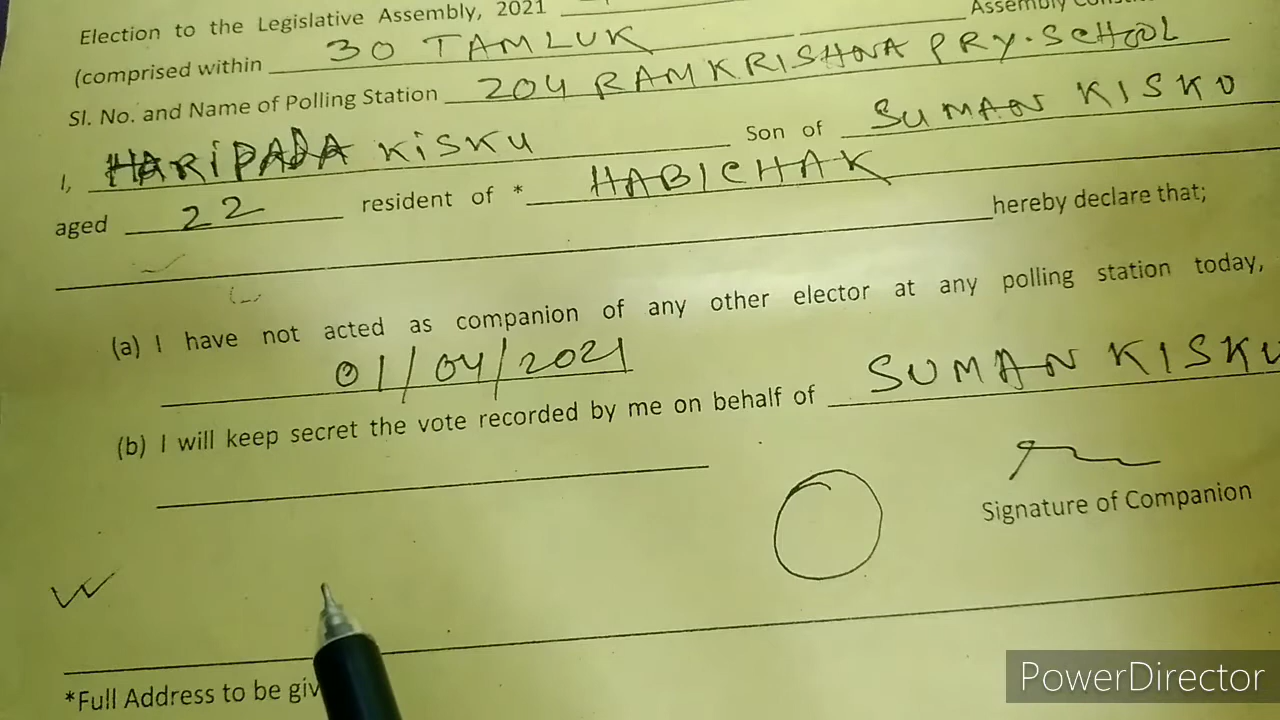 Election to the Legislative Assembly, 2021
Assembly
(comprised within 30 TAMLUK
Sl. No. and Name of Polling Station 204 RAMKRISHNA PRY. SCHOOL
I, HARIPADA KISKU Son of SUMAN KISKU
aged 22 resident of * HABICHAK
hereby declare that;
(a) I have not acted as companion of any other elector at any polling station today,
01/04/2021
(b) I will keep secret the vote recorded by me on behalf of SUMAN KISKU
Signature of Companion
*Full Address to be giv
PowerDirector